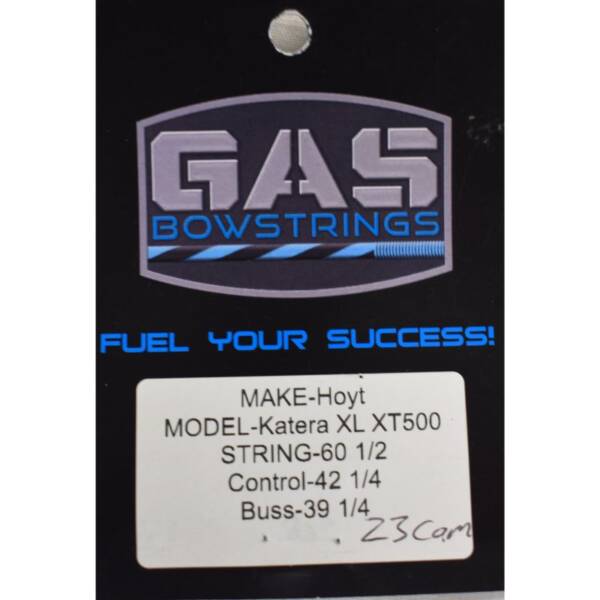 GAS
BOWSTRINGS
FUEL YOUR SUCCESS!
MAKE-Hoyt
MODEL-Katera XL XT500
STRING-60 1/2
Control-42 1/4
Buss-39 1/4
23 Cam